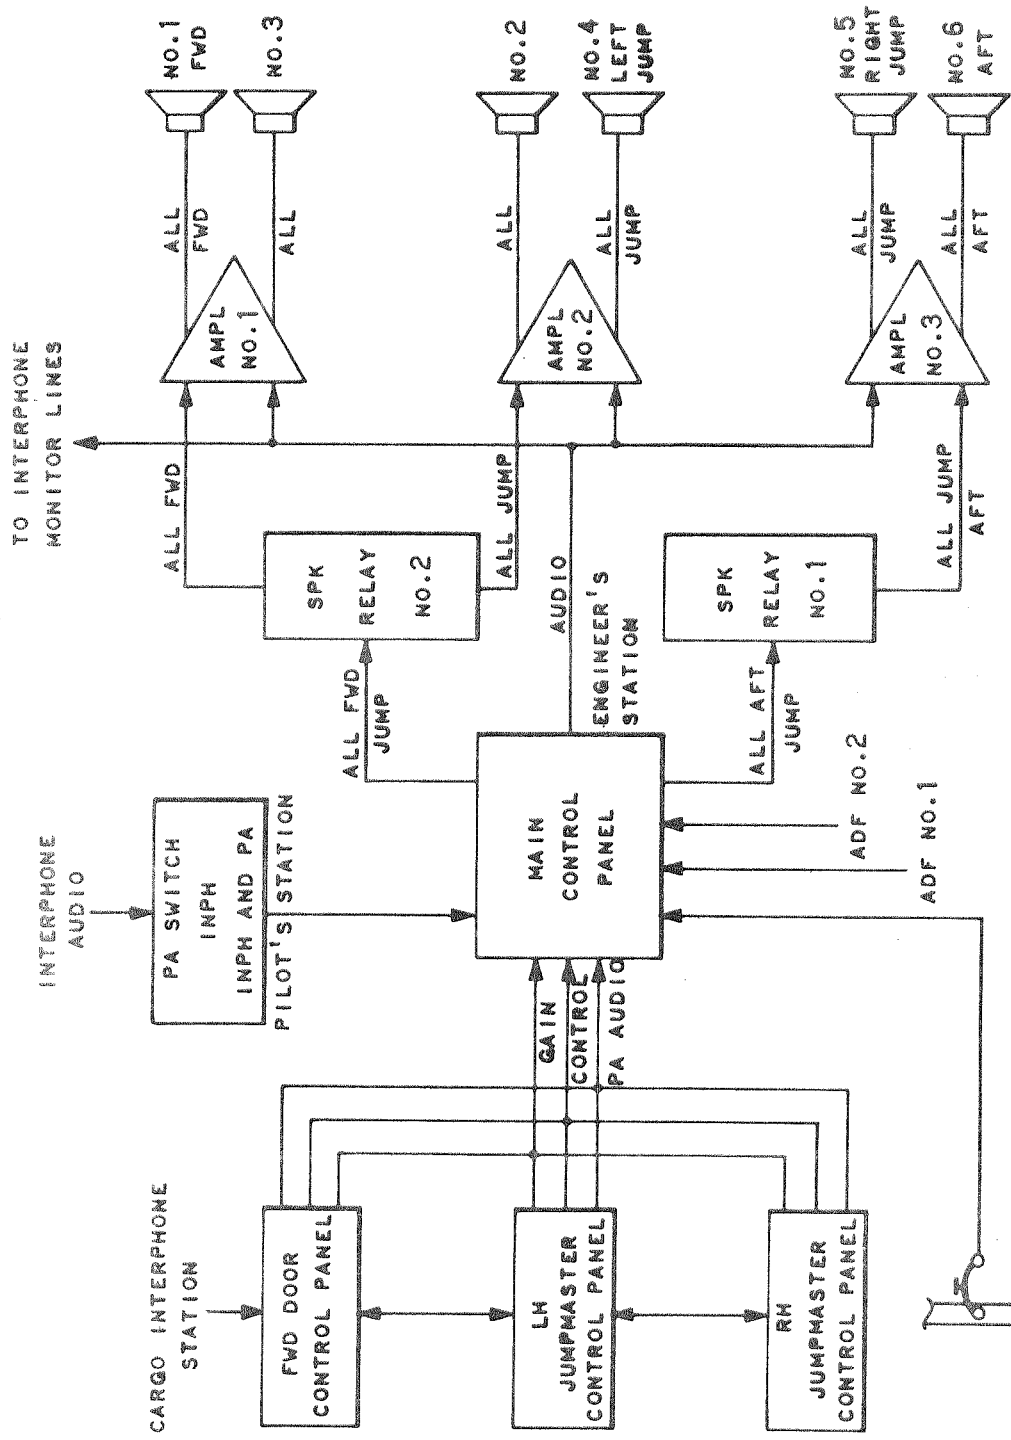 CARGO INTERPHONE
STATION
FWD DOOR
CONTROL PANEL
LH
JUMPMASTER
CONTROL PANEL
RH
JUMPMASTER
CONTROL PANEL
GAIN
CONTROL
PA AUDIO
INTERPHONE
AUDIO
PA SWITCH
INPH
INPH AND PA
PILOT'S STATION
MAIN
CONTROL
PANEL
ENGINEER'S
STATION
ADF NO.2
ADF NO.1
ALL FWD
JUMP
ALL AFT
JUMP
AUDIO
SPK
RELAY
NO.2
SPK
RELAY
NO.1
TO INTERPHONE
MONITOR LINES
ALL FWD
ALL JUMP
ALL JUMP
AFT
AMPL
NO.1
AMPL
NO.2
AMPL
NO.3
ALL
FWD
ALL
ALL
ALL
JUMP
ALL
JUMP
ALL
AFT
NO.1
FWD
NO.3
NO.2
NO.4
LEFT
JUMP
NO.5
RIGHT
JUMP
NO.6
AFT